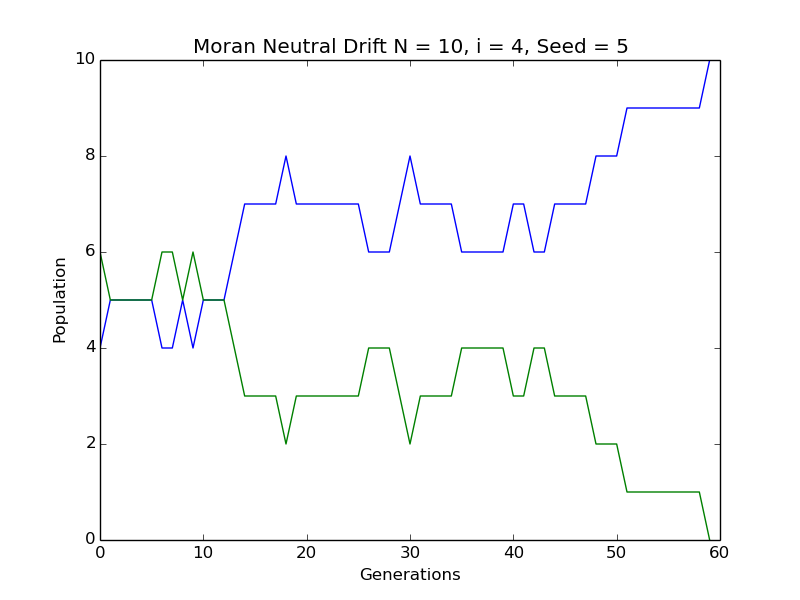 Moran Neutral Drift N = 10, i = 4, Seed = 5
10
8
6
4
2
0
Population
0 10 20 30 40 50 60
Generations